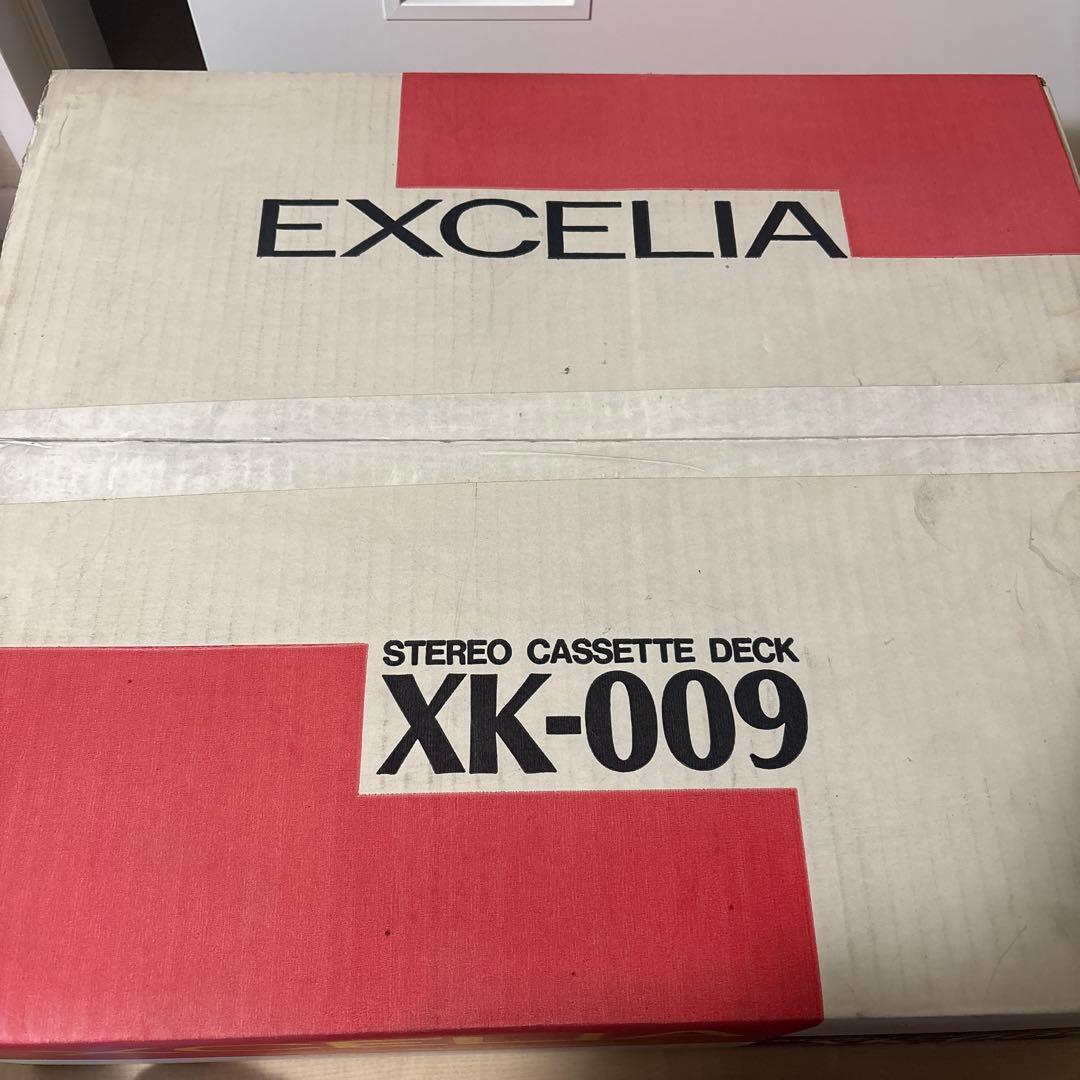 EXCELIA
STEREO CASSETTE DECK
XK-009